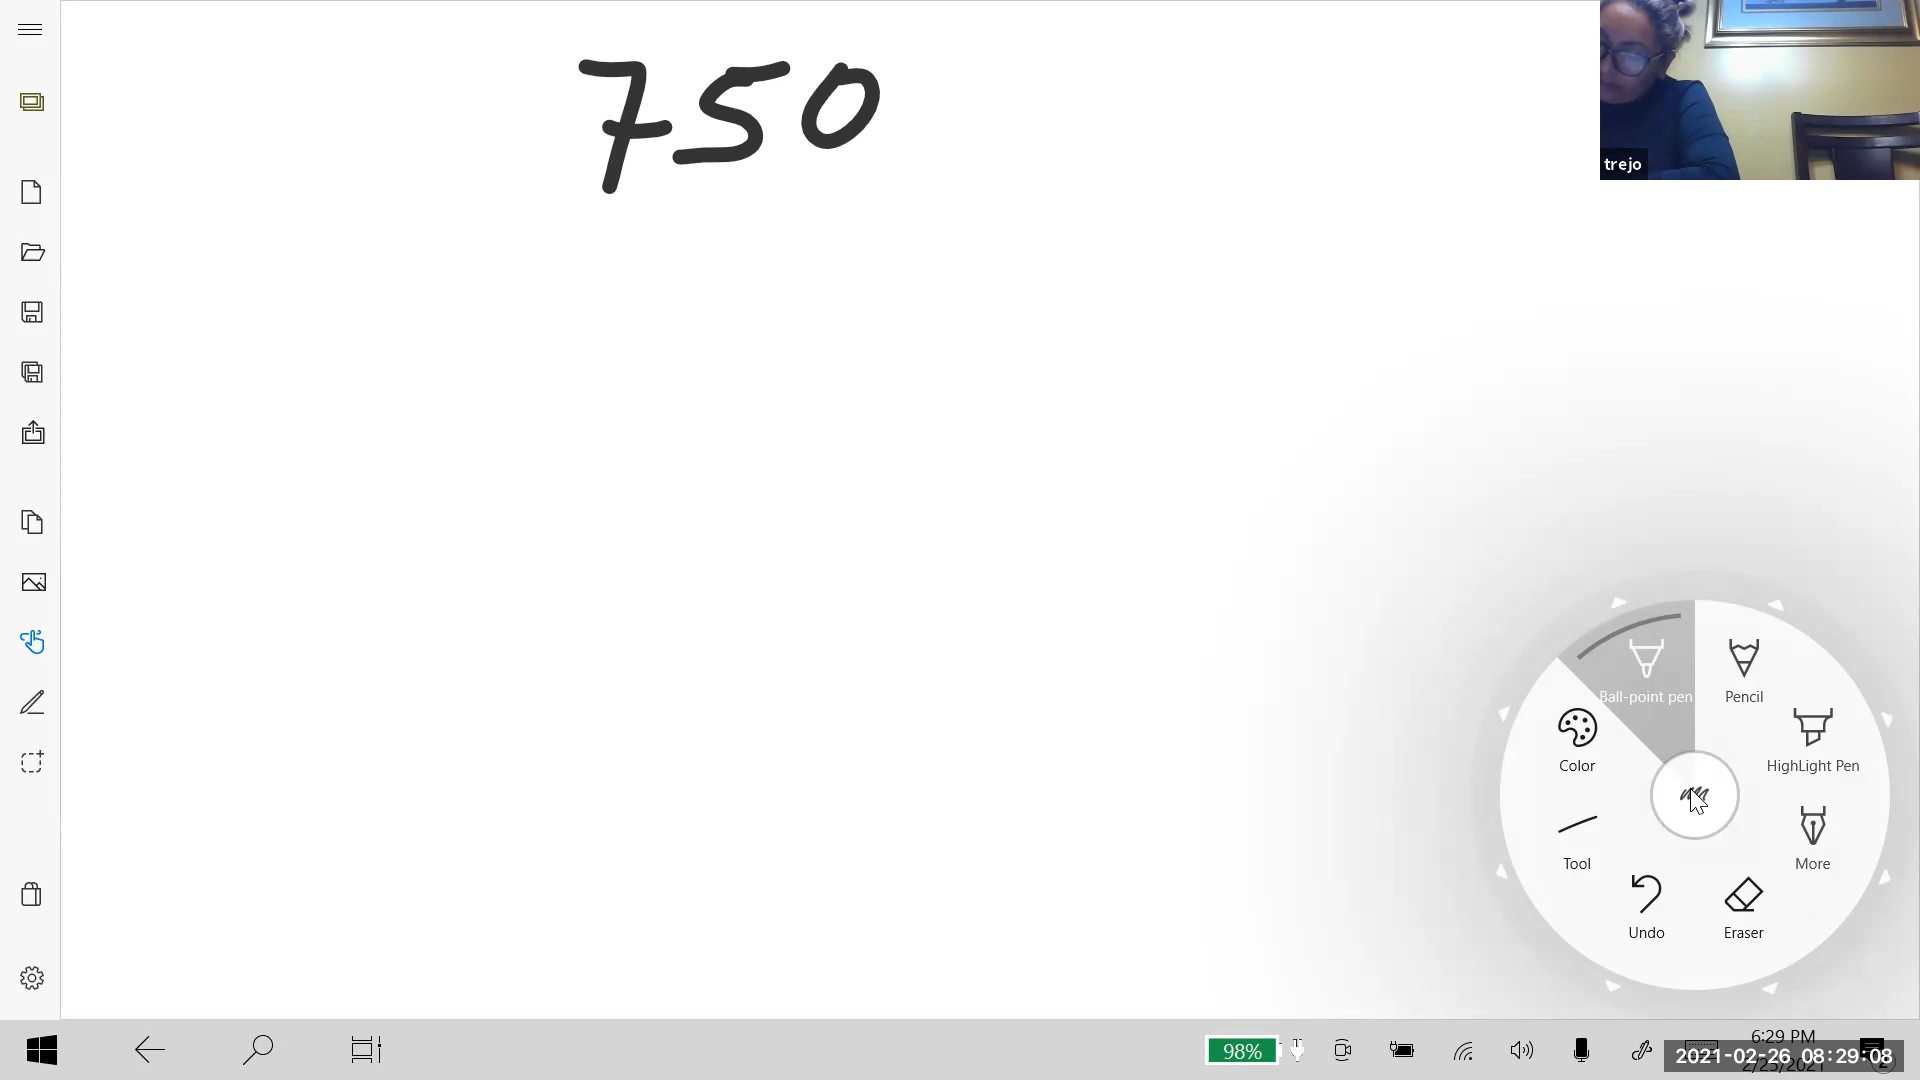 750
trejo
Ball-point pen
Pencil
Color
HighLight Pen
Tool
More
Undo
Eraser
98%
6:29 PM
2021-02-26 08:29:08